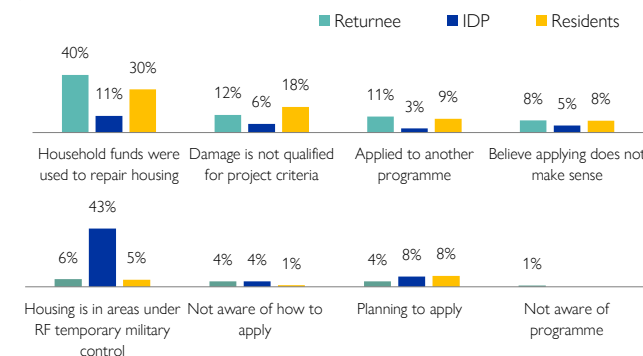 Returnee IDP Residents
40% 11% 30% 12% 6% 18% 11% 3% 9% 8% 5% 8%
Household funds were used to repair housing
Damage is not qualified for project criteria
Applied to another programme
Believe applying does not make sense
6% 43% 5% 4% 4% 1% 4% 8% 8% 1%
Housing is in areas under RF temporary military control
Not aware of how to apply
Planning to apply
Not aware of programme